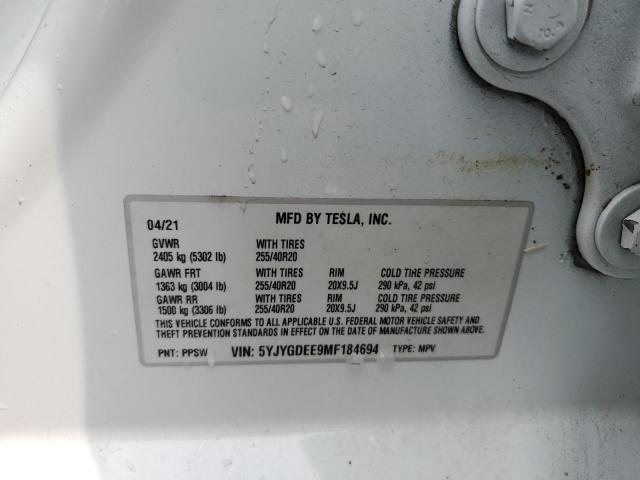 10.9
04/21 MFD BY TESLA, INC.
GVWR WITH TIRES
2405 kg (5302 lb) 255/40R20
GAWR FRT WITH TIRES RIM COLD TIRE PRESSURE
1363 kg (3004 lb) 255/40R20 20X9.5J 290 kPa, 42 psi
GAWR RR WITH TIRES RIM COLD TIRE PRESSURE
1500 kg (3306 lb) 255/40R20 20X9.5J 290 kPa, 42 psi
THIS VEHICLE CONFORMS TO ALL APPLICABLE U.S. FEDERAL MOTOR VEHICLE SAFETY AND
THEFT PREVENTION STANDARDS IN EFFECT ON THE DATE OF MANUFACTURE SHOWN ABOVE.
PNT: PPSW VIN: 5YJYGDEE9MF184694 TYPE: MPV